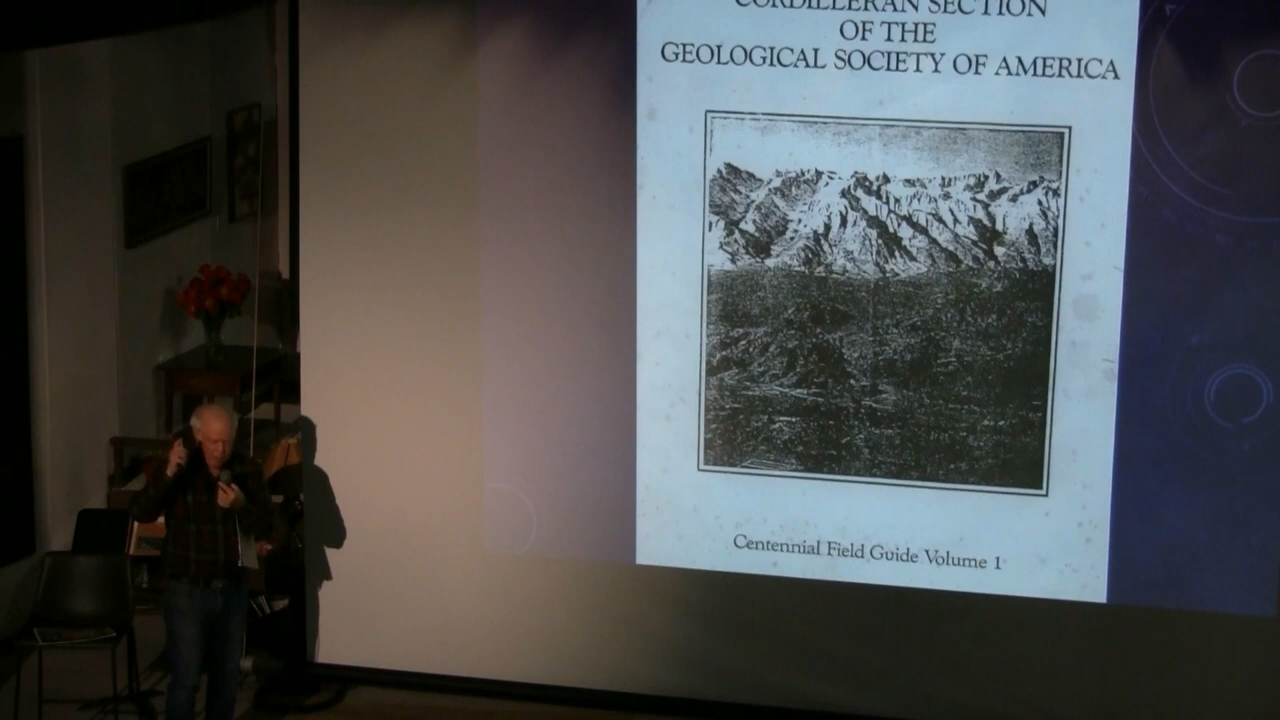 CORDILLERAN SECTION
OF THE
GEOLOGICAL SOCIETY OF AMERICA
Centennial Field Guide Volume 1